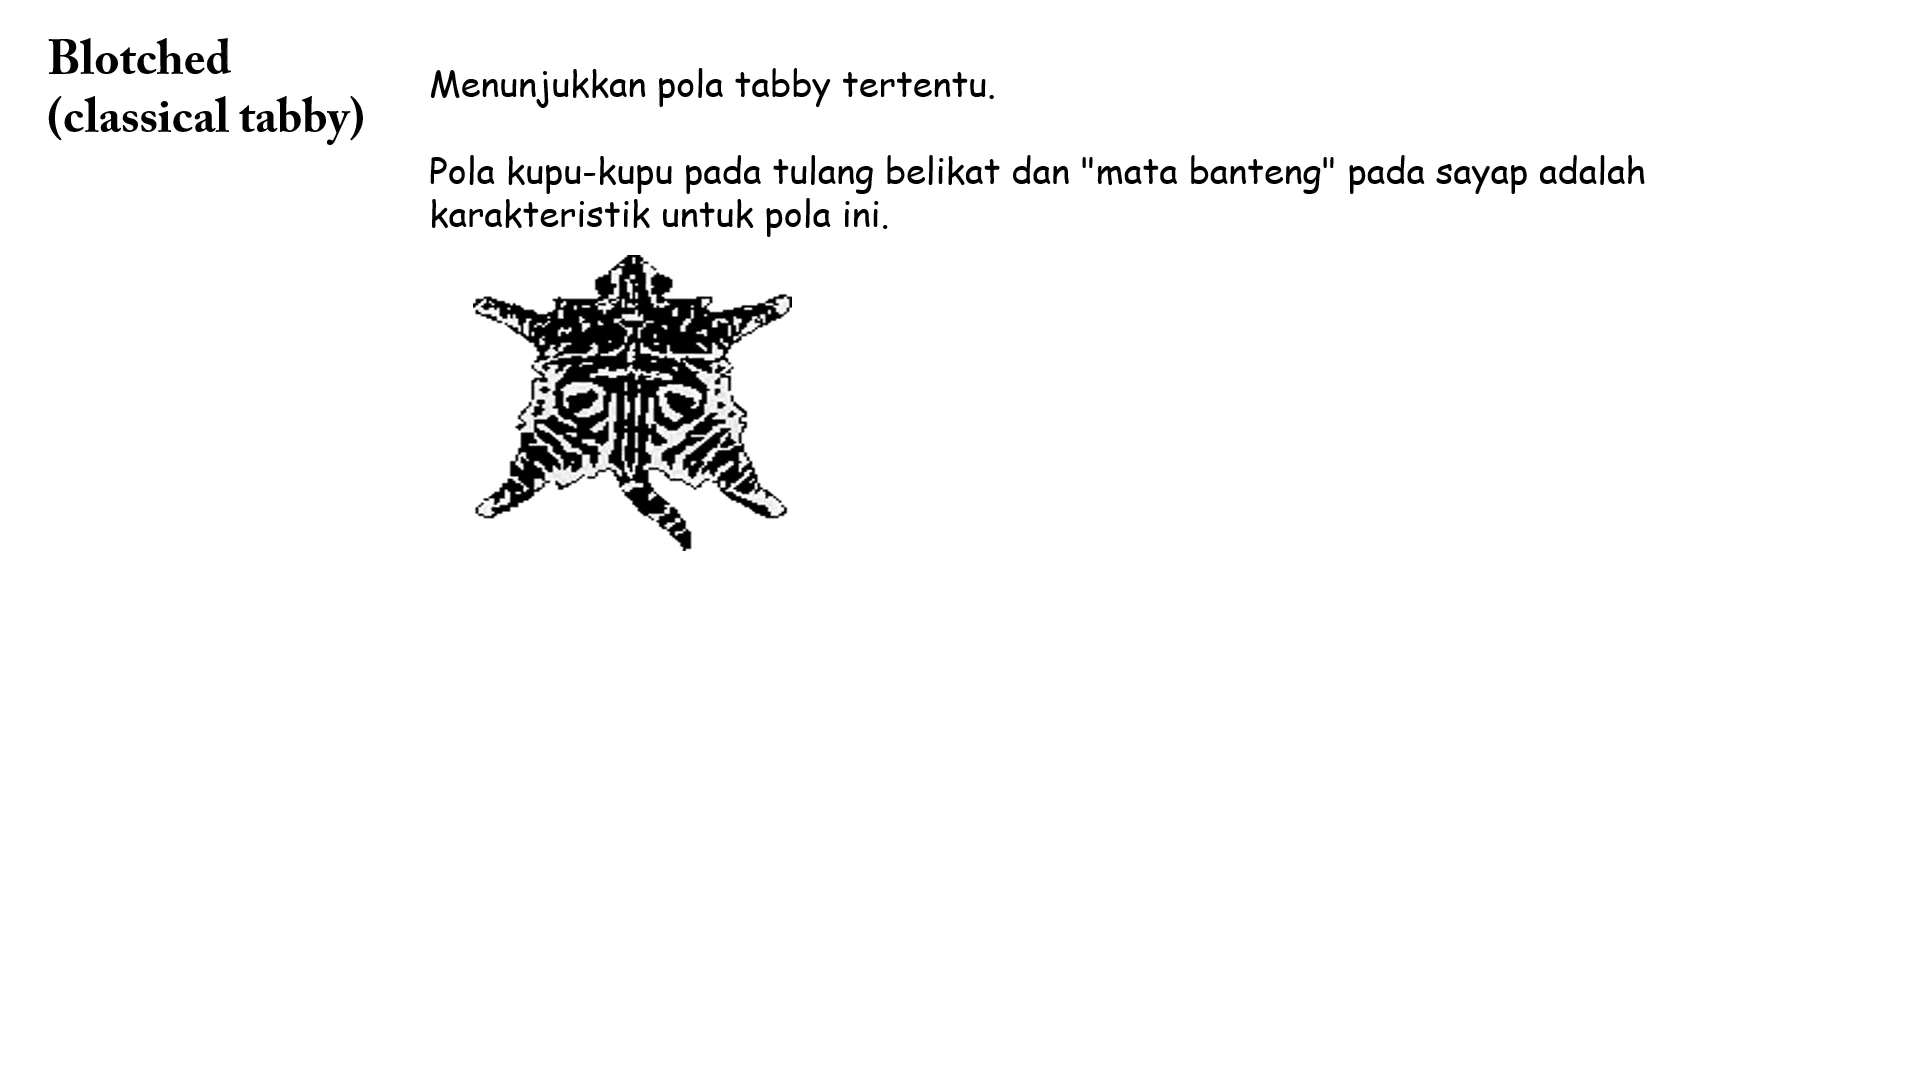 Blotched
(classical tabby)
Menunjukkan pola tabby tertentu.
Pola kupu-kupu pada tulang belikat dan "mata banteng" pada sayap adalah
karakteristik untuk pola ini.